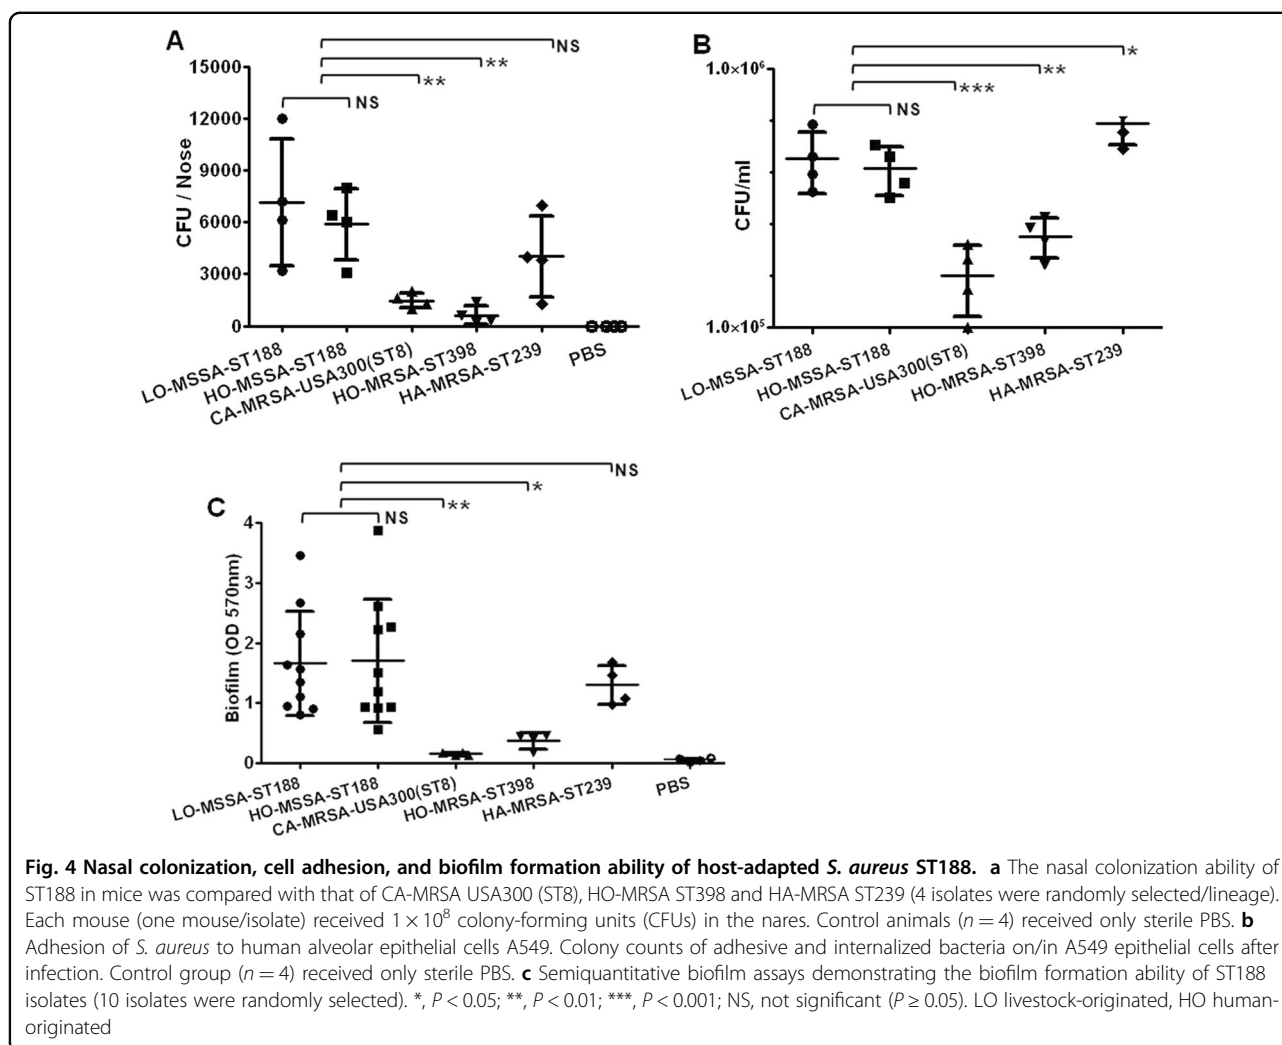 A
NS
**
**
NS
15000
12000
9000
6000
3000
0
CFU / Nose
LO-MSSA-ST188
HO-MSSA-ST188
CA-MRSA-USA300(ST8)
HO-MRSA-ST398
HA-MRSA-ST239
PBS
B
*
**
***
NS
1.0×10⁶
1.0×10⁵
CFU/ml
LO-MSSA-ST188
HO-MSSA-ST188
CA-MRSA-USA300(ST8)
HO-MRSA-ST398
HA-MRSA-ST239
C
NS
*
**
NS
4
3
2
1
0
Biofilm (OD 570nm)
LO-MSSA-ST188
HO-MSSA-ST188
CA-MRSA-USA300(ST8)
HO-MRSA-ST398
HA-MRSA-ST239
PBS
Fig. 4 Nasal colonization, cell adhesion, and biofilm formation ability of host-adapted S. aureus ST188. a The nasal colonization ability of
ST188 in mice was compared with that of CA-MRSA USA300 (ST8), HO-MRSA ST398 and HA-MRSA ST239 (4 isolates were randomly selected/lineage).
Each mouse (one mouse/isolate) received 1 × 10⁸ colony-forming units (CFUs) in the nares. Control animals (n = 4) received only sterile PBS. b
Adhesion of S. aureus to human alveolar epithelial cells A549. Colony counts of adhesive and internalized bacteria on/in A549 epithelial cells after
infection. Control group (n = 4) received only sterile PBS. c Semiquantitative biofilm assays demonstrating the biofilm formation ability of ST188
isolates (10 isolates were randomly selected). *, P < 0.05; **, P < 0.01; ***, P < 0.001; NS, not significant (P ≥ 0.05). LO livestock-originated, HO human-
originated